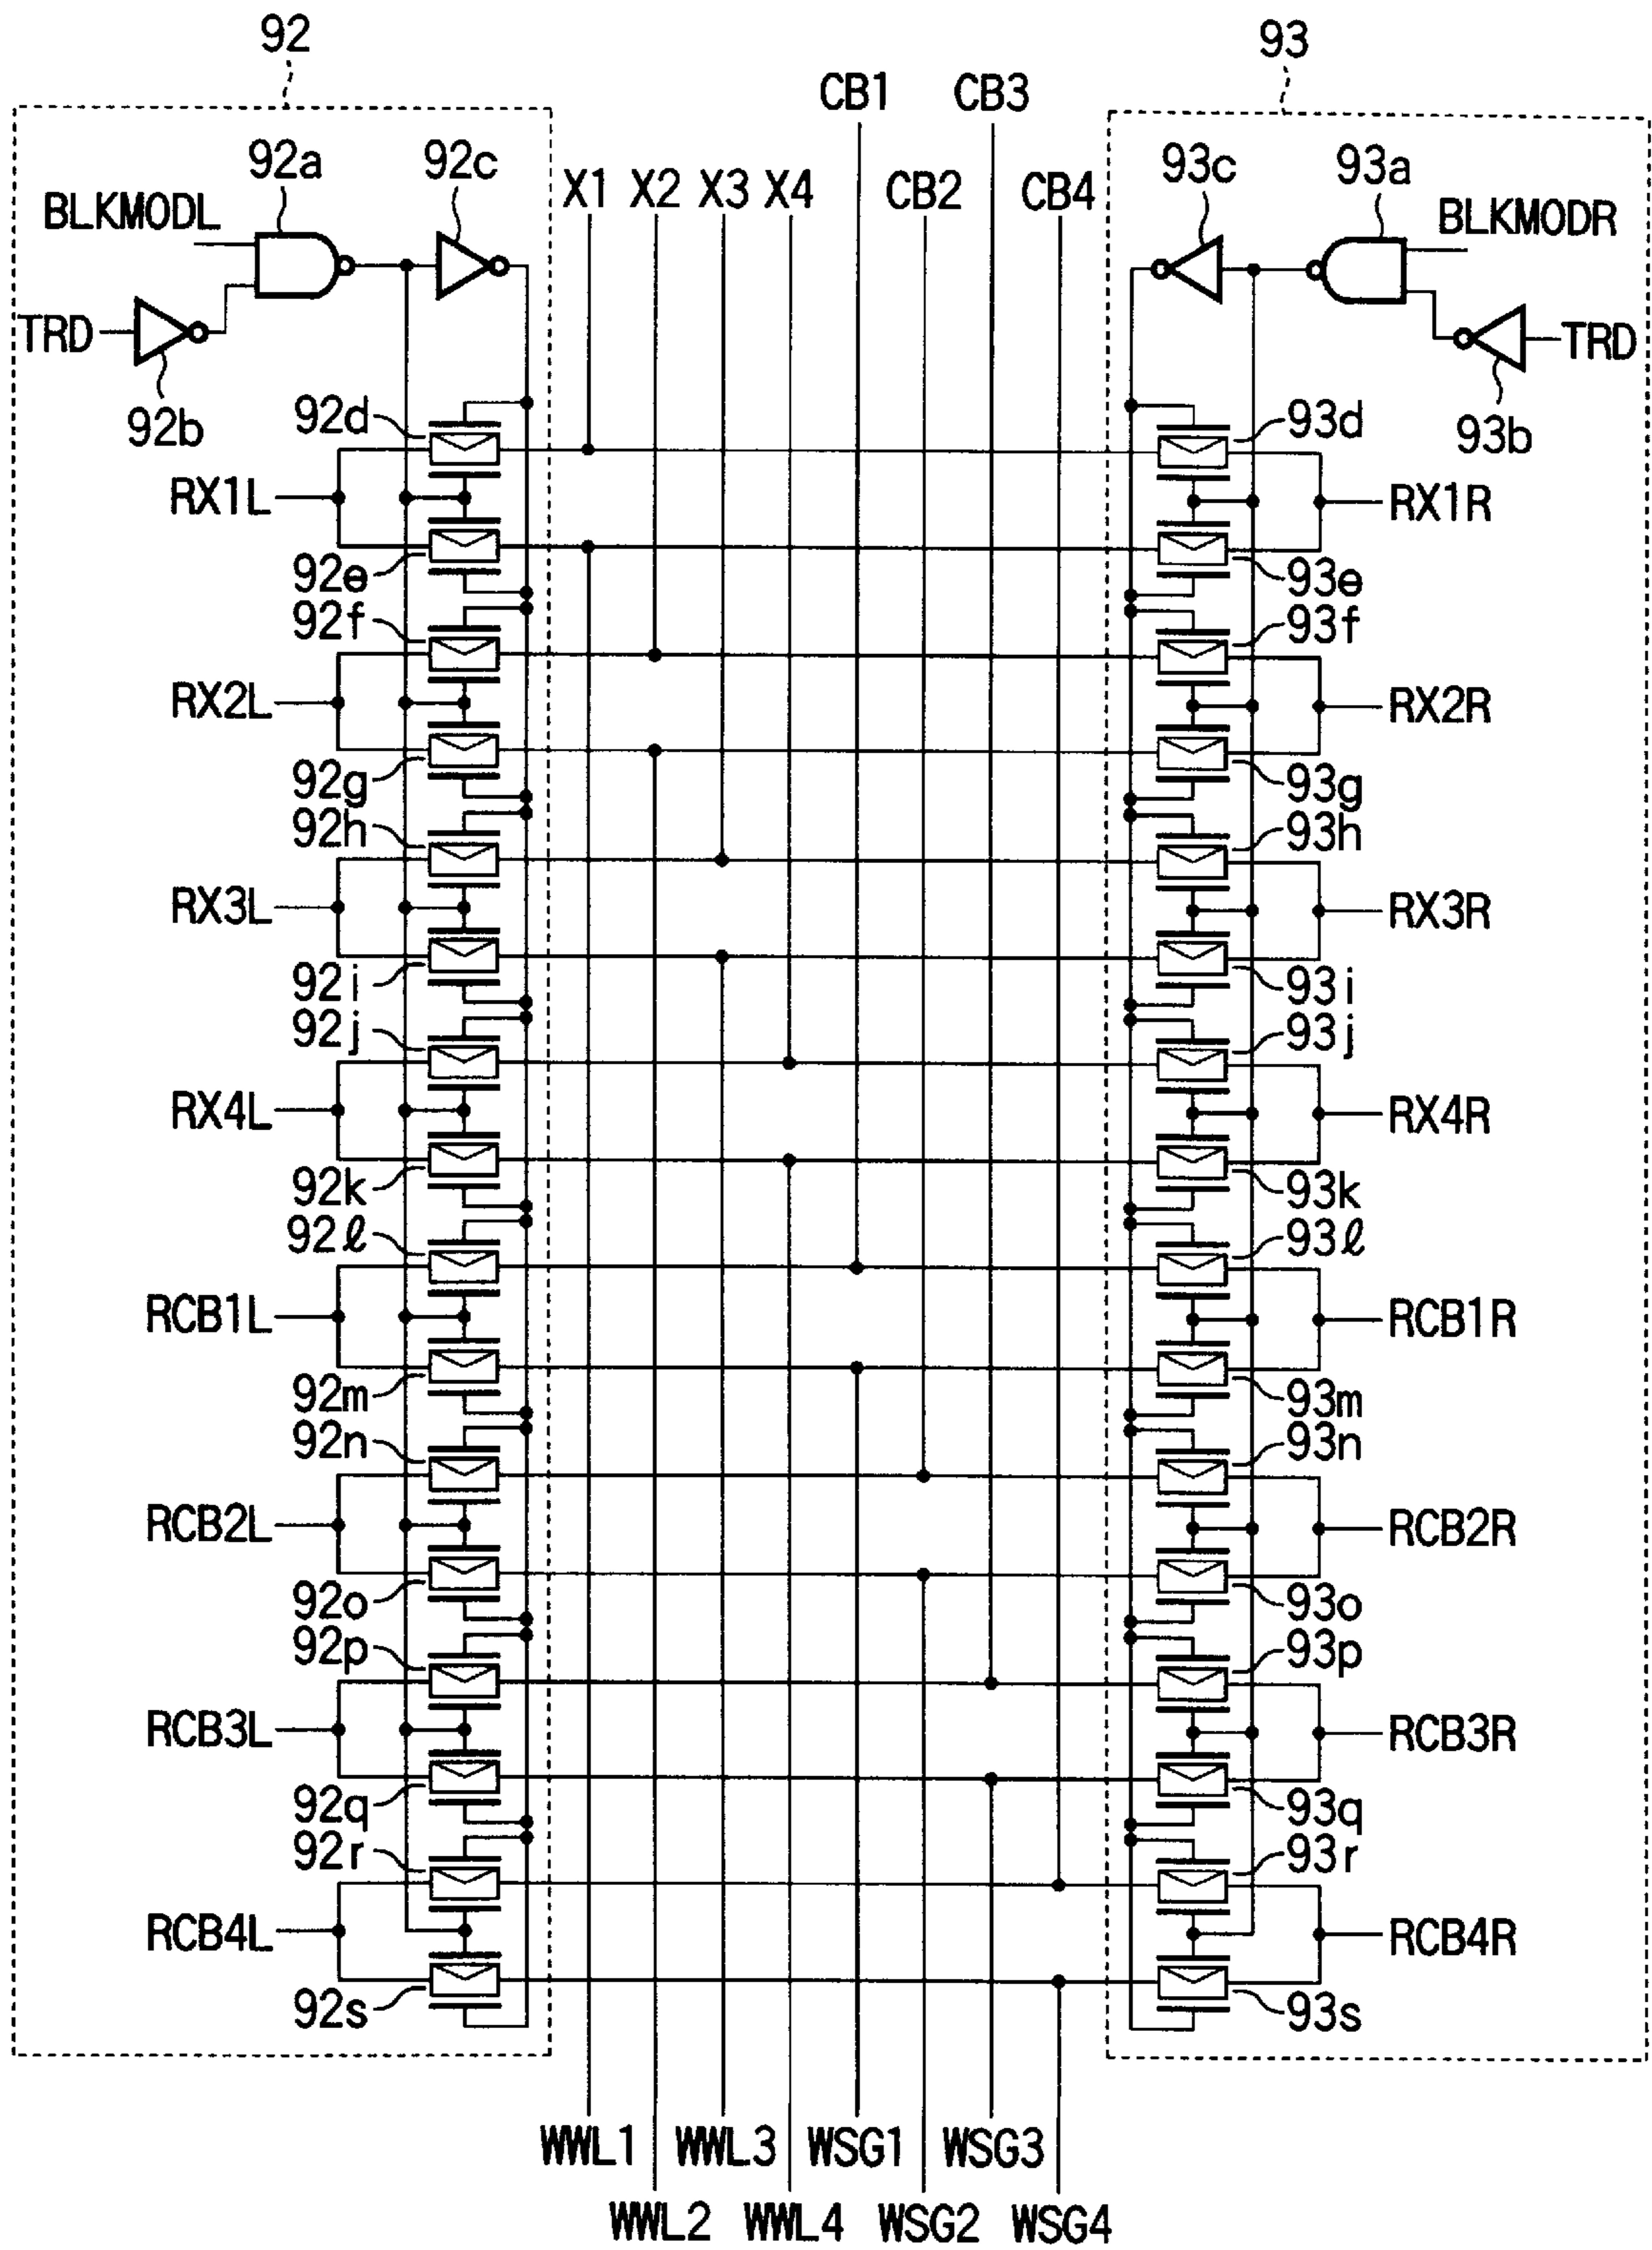 92
93
CB1 CB3
92a 92c 93c 93a
X1 X2 X3 X4 CB2 CB4
BLKMODL BLKMODR
TRD TRD
92b 93b
92d 93d
RX1L RX1R
92e 93e
92f 93f
RX2L RX2R
92g 93g
92h 93h
RX3L RX3R
92i 93i
92j 93j
RX4L RX4R
92k 93k
92ℓ 93ℓ
RCB1L RCB1R
92m 93m
92n 93n
RCB2L RCB2R
92o 93o
92p 93p
RCB3L RCB3R
92q 93q
92r 93r
RCB4L RCB4R
92s 93s
WWL1 WWL3 WSG1 WSG3
WWL2 WWL4 WSG2 WSG4